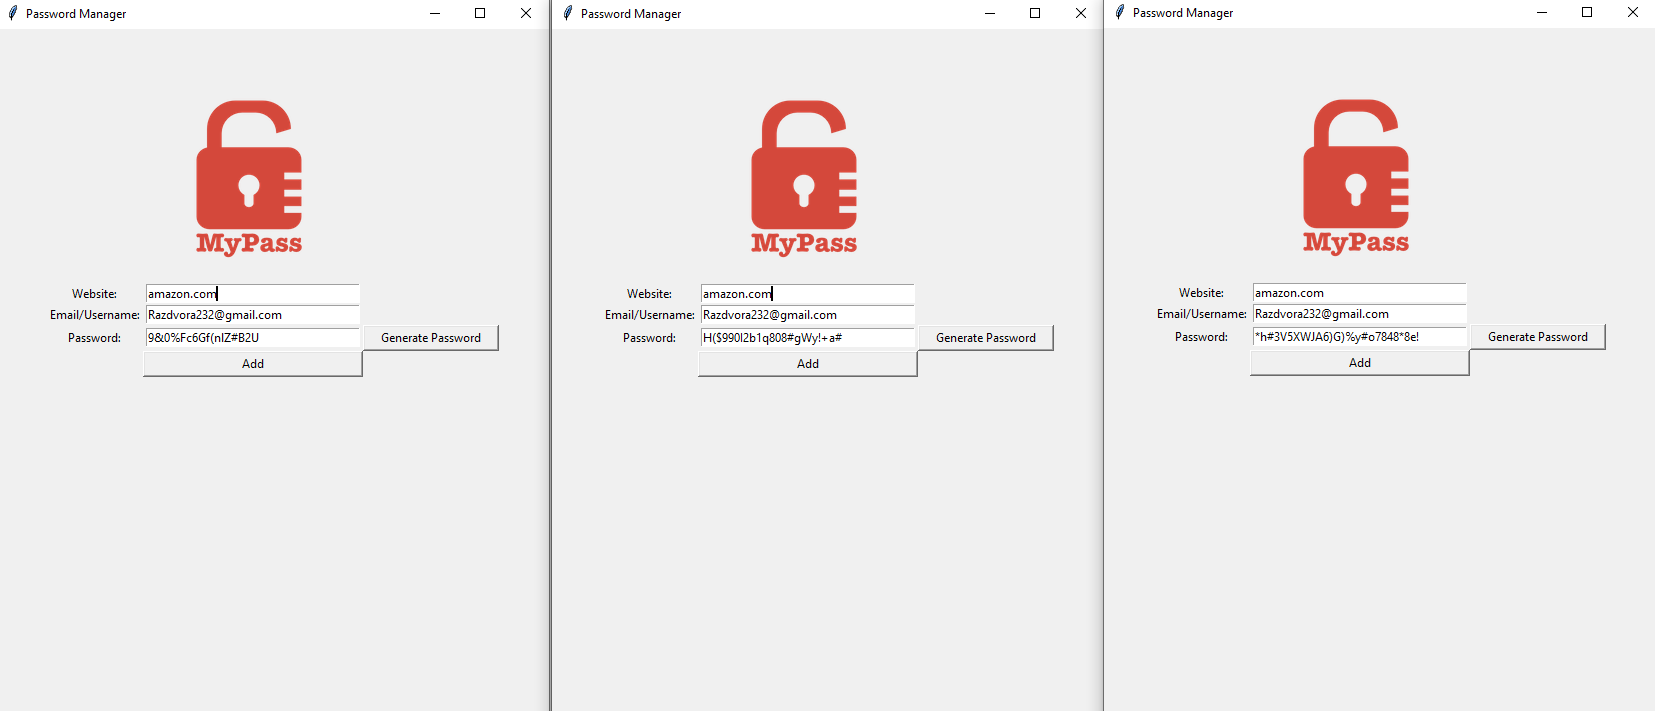 Password Manager
MyPass
Website: amazon.com
Email/Username: Razdvora232@gmail.com
Password: 9&0%Fc6Gf(nIZ#B2U Generate Password
Add
Password Manager
MyPass
Website: amazon.com
Email/Username: Razdvora232@gmail.com
Password: H($990I2b1q808#gWy!+a# Generate Password
Add
Password Manager
MyPass
Website: amazon.com
Email/Username: Razdvora232@gmail.com
Password: *h#3V5XWJA6)G)%y#o7848*8e! Generate Password
Add